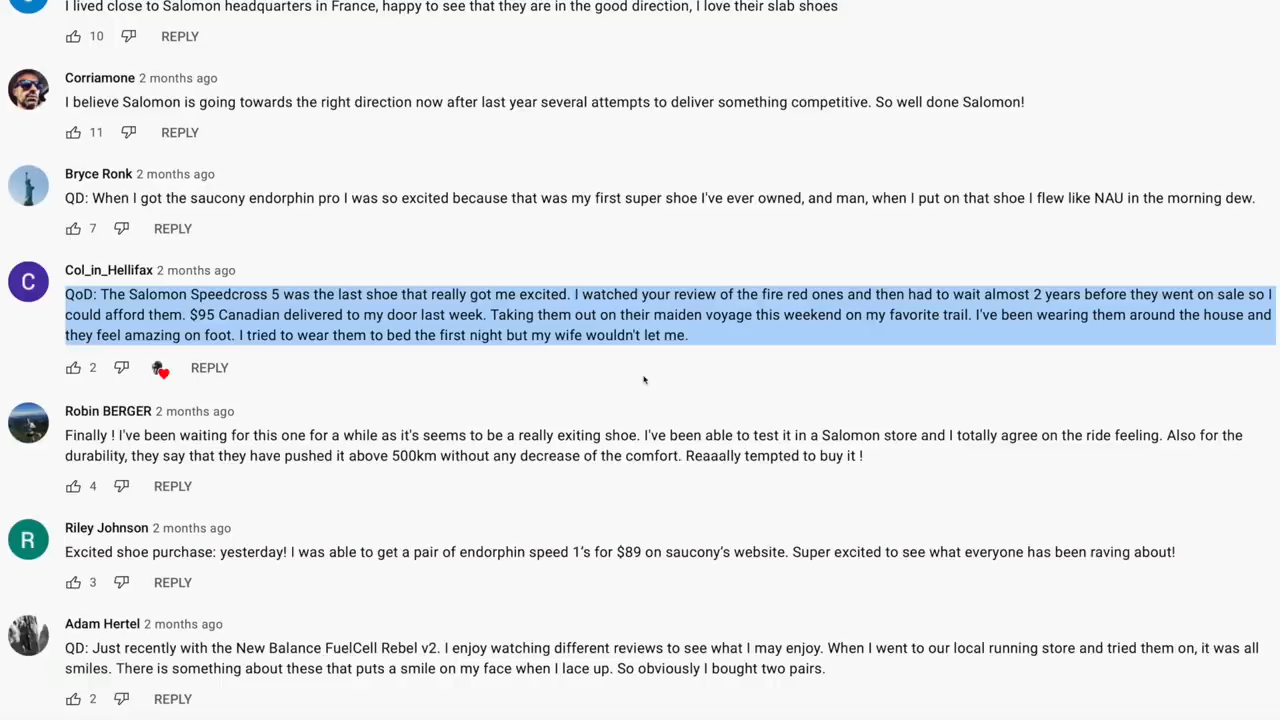 I lived close to Salomon headquarters in France, happy to see that they are in the good direction, I love their slab shoes
10 REPLY
Corriamone 2 months ago
I believe Salomon is going towards the right direction now after last year several attempts to deliver something competitive. So well done Salomon!
11 REPLY
Bryce Ronk 2 months ago
QD: When I got the saucony endorphin pro I was so excited because that was my first super shoe I've ever owned, and man, when I put on that shoe I flew like NAU in the morning dew.
7 REPLY
C
Col_in_Hellifax 2 months ago
QoD: The Salomon Speedcross 5 was the last shoe that really got me excited. I watched your review of the fire red ones and then had to wait almost 2 years before they went on sale so I
could afford them. $95 Canadian delivered to my door last week. Taking them out on their maiden voyage this weekend on my favorite trail. I've been wearing them around the house and
they feel amazing on foot. I tried to wear them to bed the first night but my wife wouldn't let me.
2 REPLY
Robin BERGER 2 months ago
Finally ! I've been waiting for this one for a while as it's seems to be a really exiting shoe. I've been able to test it in a Salomon store and I totally agree on the ride feeling. Also for the
durability, they say that they have pushed it above 500km without any decrease of the comfort. Reaaally tempted to buy it !
4 REPLY
R
Riley Johnson 2 months ago
Excited shoe purchase: yesterday! I was able to get a pair of endorphin speed 1's for $89 on saucony's website. Super excited to see what everyone has been raving about!
3 REPLY
Adam Hertel 2 months ago
QD: Just recently with the New Balance FuelCell Rebel v2. I enjoy watching different reviews to see what I may enjoy. When I went to our local running store and tried them on, it was all
smiles. There is something about these that puts a smile on my face when I lace up. So obviously I bought two pairs.
2 REPLY